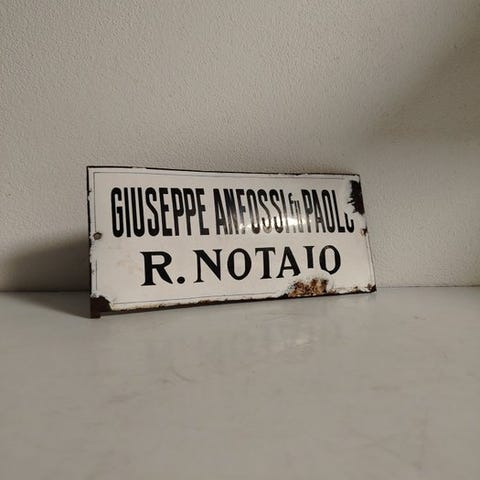 GIUSEPPE ANFOSSI fu PAOLO
R. NOTAIO